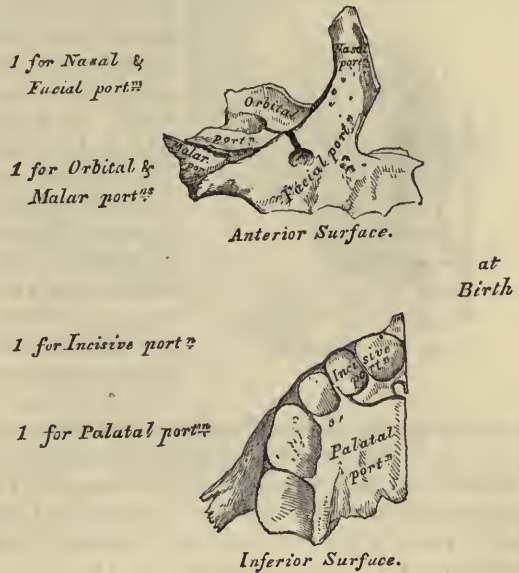 1 for Nasal &
Facial portns
1 for Orbital &
Malar portns
Nasal
portn
Orbital
Portn
Malar
porn
Facial portn
Anterior Surface.
at
Birth
1 for Incisive portn
1 for Palatal portn
Incisive
portn
Palatal
portn
Inferior Surface.